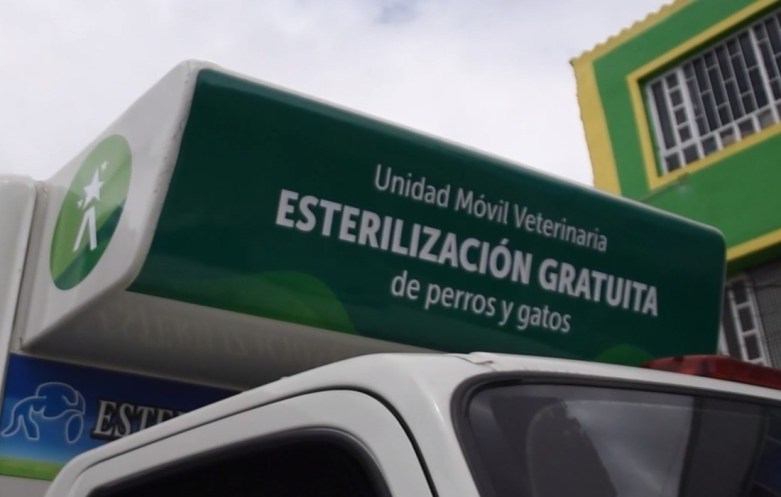 Unidad Móvil Veterinaria
ESTERILIZACIÓN GRATUITA
de perros y gatos